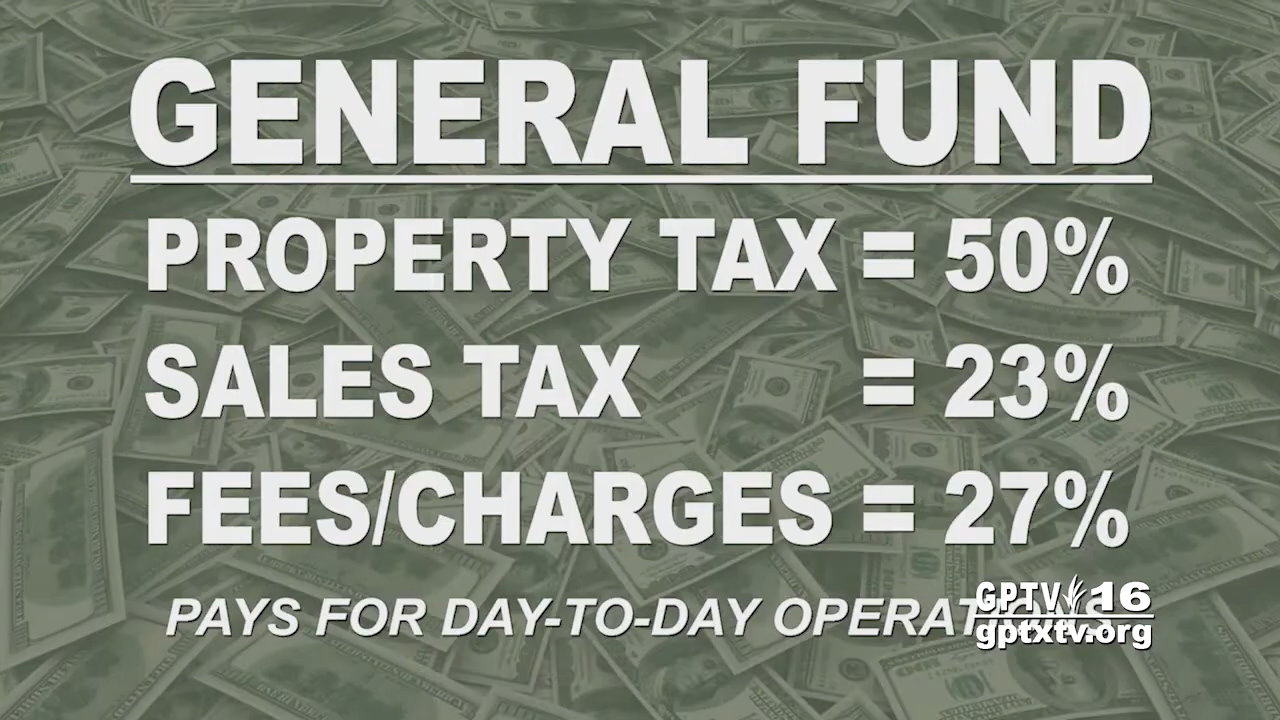 GENERAL FUND
PROPERTY TAX = 50%
SALES TAX = 23%
FEES/CHARGES = 27%
PAYS FOR DAY-TO-DAY OPERATIONS
GPTV 16
gptxtv.org